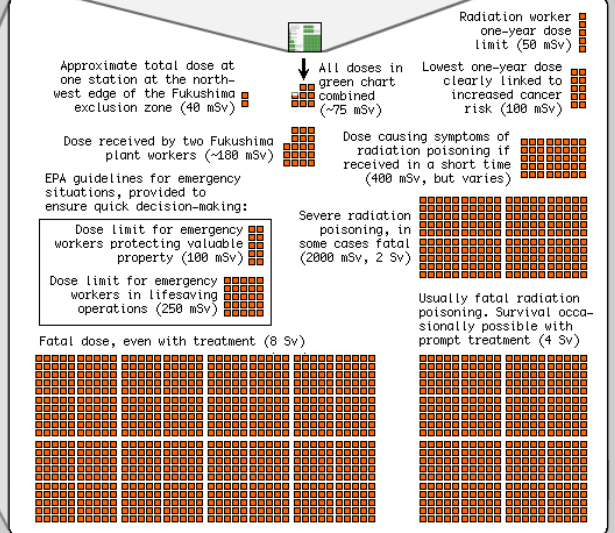 Radiation worker
one-year dose
limit (50 mSv)
Approximate total dose at
one station at the north-
west edge of the Fukushima
exclusion zone (40 mSv)
All doses in
green chart
combined
(~75 mSv)
Lowest one-year dose
clearly linked to
increased cancer
risk (100 mSv)
Dose received by two Fukushima
plant workers (~180 mSv)
Dose causing symptoms of
radiation poisoning if
received in a short time
(400 mSv, but varies)
EPA guidelines for emergency
situations, provided to
ensure quick decision-making:
Dose limit for emergency
workers protecting valuable
property (100 mSv)
Dose limit for emergency
workers in lifesaving
operations (250 mSv)
Severe radiation
poisoning, in
some cases fatal
(2000 mSv, 2 Sv)
Usually fatal radiation
poisoning. Survival occa-
sionally possible with
prompt treatment (4 Sv)
Fatal dose, even with treatment (8 Sv)